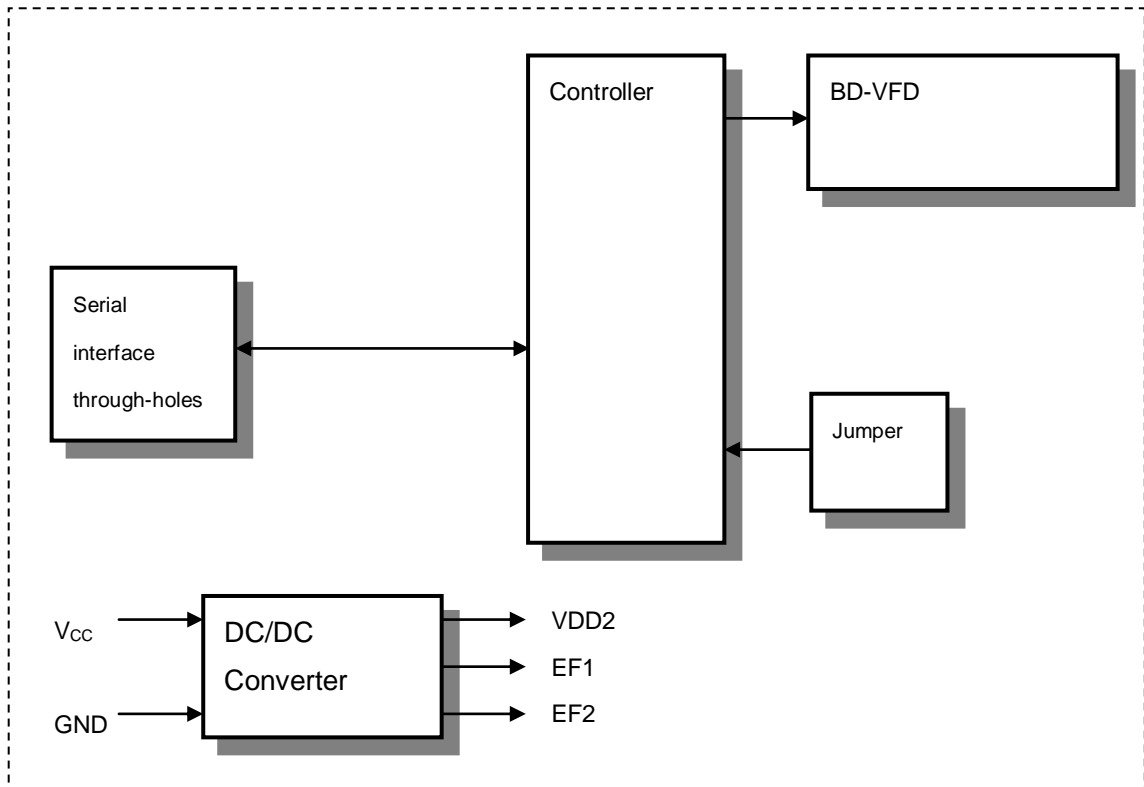 Controller
BD-VFD
Serial
interface
through-holes
Jumper
VCC
DC/DC
Converter
GND
VDD2
EF1
EF2